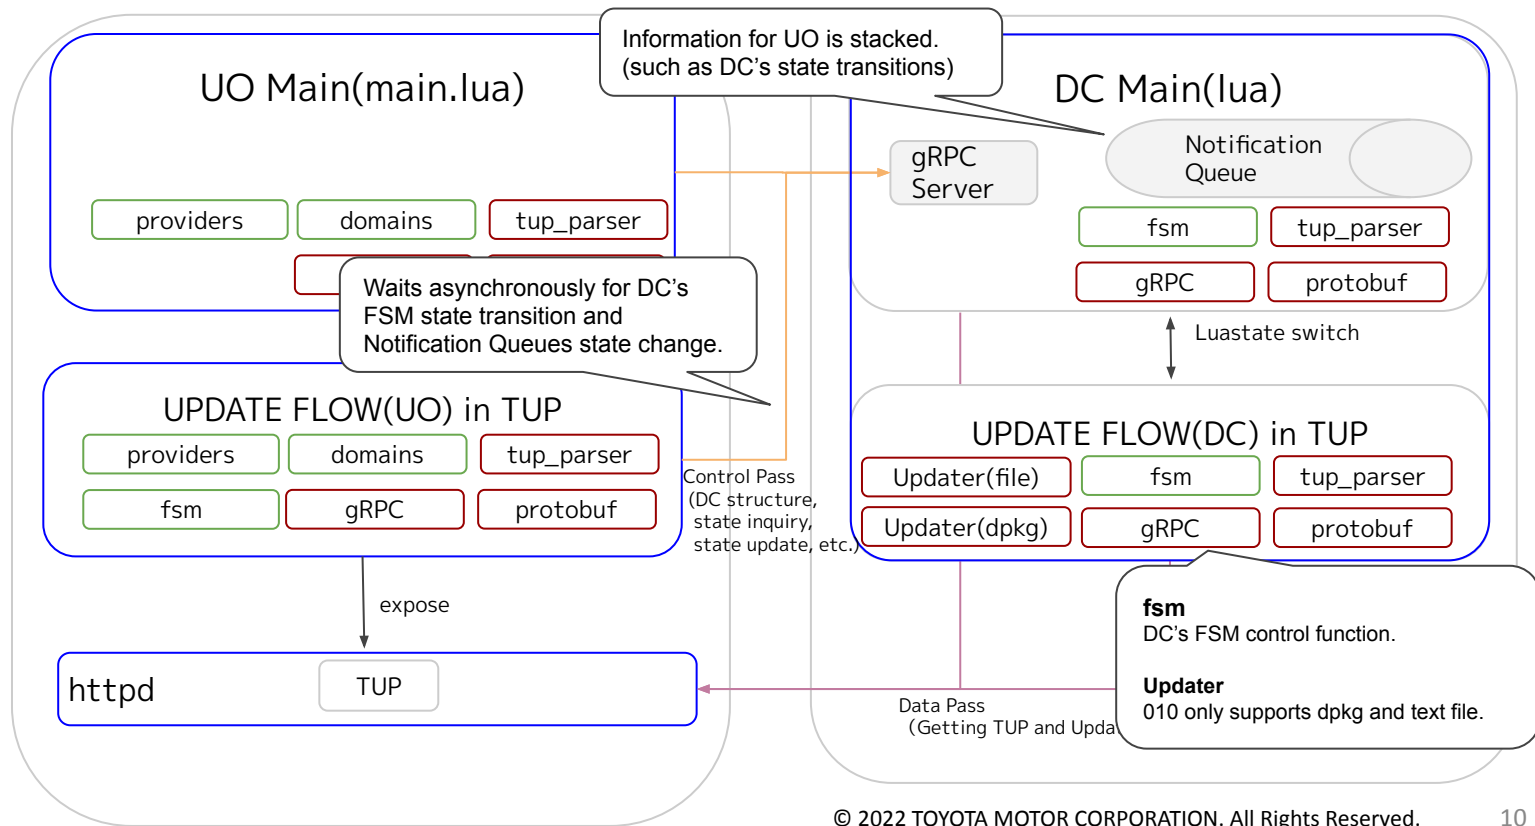 Information for UO is stacked.
(such as DC's state transitions)
UO Main(main.lua)
providers
domains
tup_parser
Waits asynchronously for DC's
FSM state transition and
Notification Queues state change.
UPDATE FLOW(UO) in TUP
providers
domains
tup_parser
fsm
gRPC
protobuf
expose
httpd
TUP
Control Pass
(DC structure,
state inquiry,
state update, etc.)
DC Main(lua)
gRPC
Server
Notification
Queue
fsm
tup_parser
gRPC
protobuf
Luastate switch
UPDATE FLOW(DC) in TUP
Updater(file)
fsm
tup_parser
Updater(dpkg)
gRPC
protobuf
fsm
DC's FSM control function.
Updater
010 only supports dpkg and text file.
Data Pass
(Getting TUP and
© 2022 TOYOTA MOTOR CORPORATION. All Rights Reserved.
10